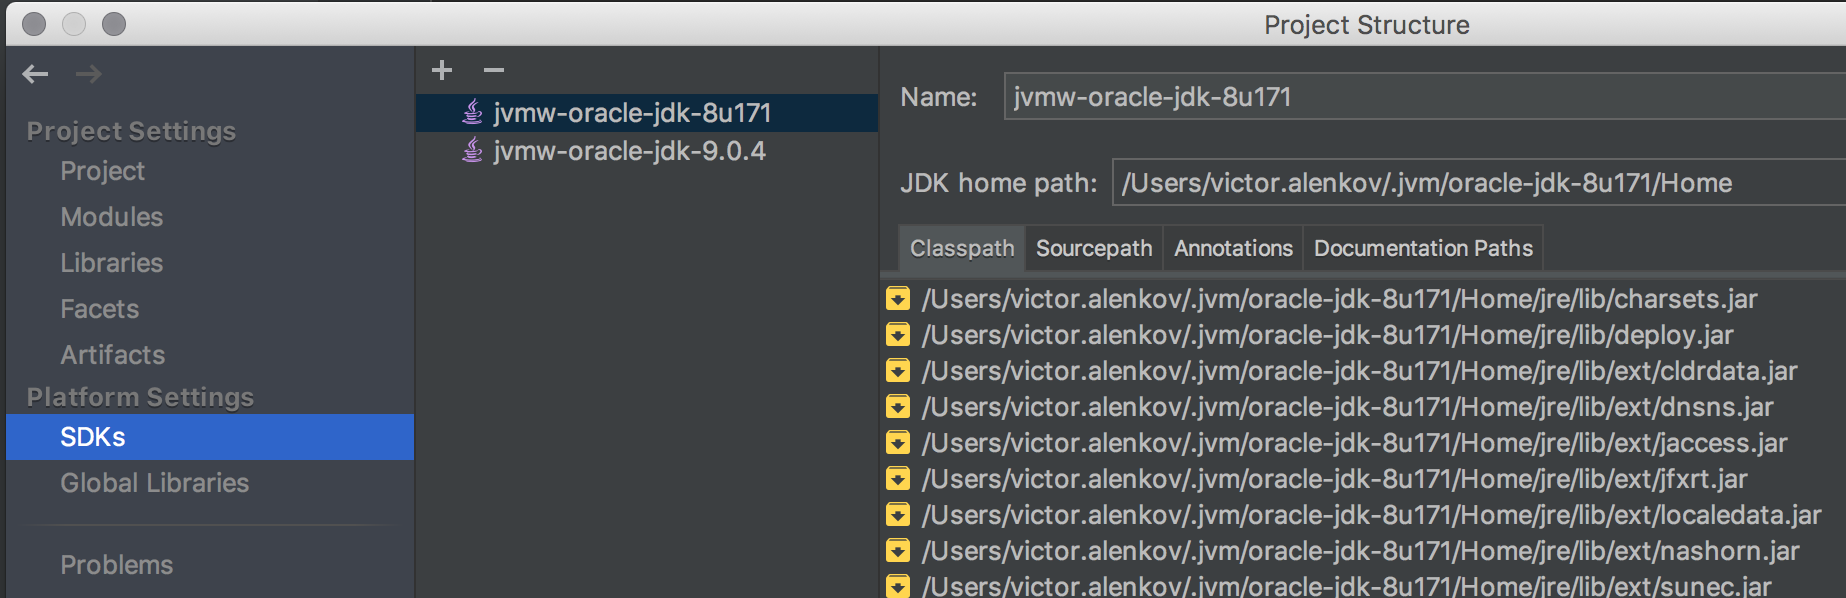 Project Structure
Project Settings
Project
Modules
Libraries
Facets
Artifacts
Platform Settings
SDKs
Global Libraries
Problems
jvmw-oracle-jdk-8u171
jvmw-oracle-jdk-9.0.4
Name: jvmw-oracle-jdk-8u171
JDK home path: /Users/victor.alenkov/.jvm/oracle-jdk-8u171/Home
Classpath Sourcepath Annotations Documentation Paths
/Users/victor.alenkov/.jvm/oracle-jdk-8u171/Home/jre/lib/charsets.jar
/Users/victor.alenkov/.jvm/oracle-jdk-8u171/Home/jre/lib/deploy.jar
/Users/victor.alenkov/.jvm/oracle-jdk-8u171/Home/jre/lib/ext/cldrdata.jar
/Users/victor.alenkov/.jvm/oracle-jdk-8u171/Home/jre/lib/ext/dnsns.jar
/Users/victor.alenkov/.jvm/oracle-jdk-8u171/Home/jre/lib/ext/jaccess.jar
/Users/victor.alenkov/.jvm/oracle-jdk-8u171/Home/jre/lib/ext/jfxrt.jar
/Users/victor.alenkov/.jvm/oracle-jdk-8u171/Home/jre/lib/ext/localedata.jar
/Users/victor.alenkov/.jvm/oracle-jdk-8u171/Home/jre/lib/ext/nashorn.jar
/Users/victor.alenkov/.jvm/oracle-jdk-8u171/Home/jre/lib/ext/sunec.jar